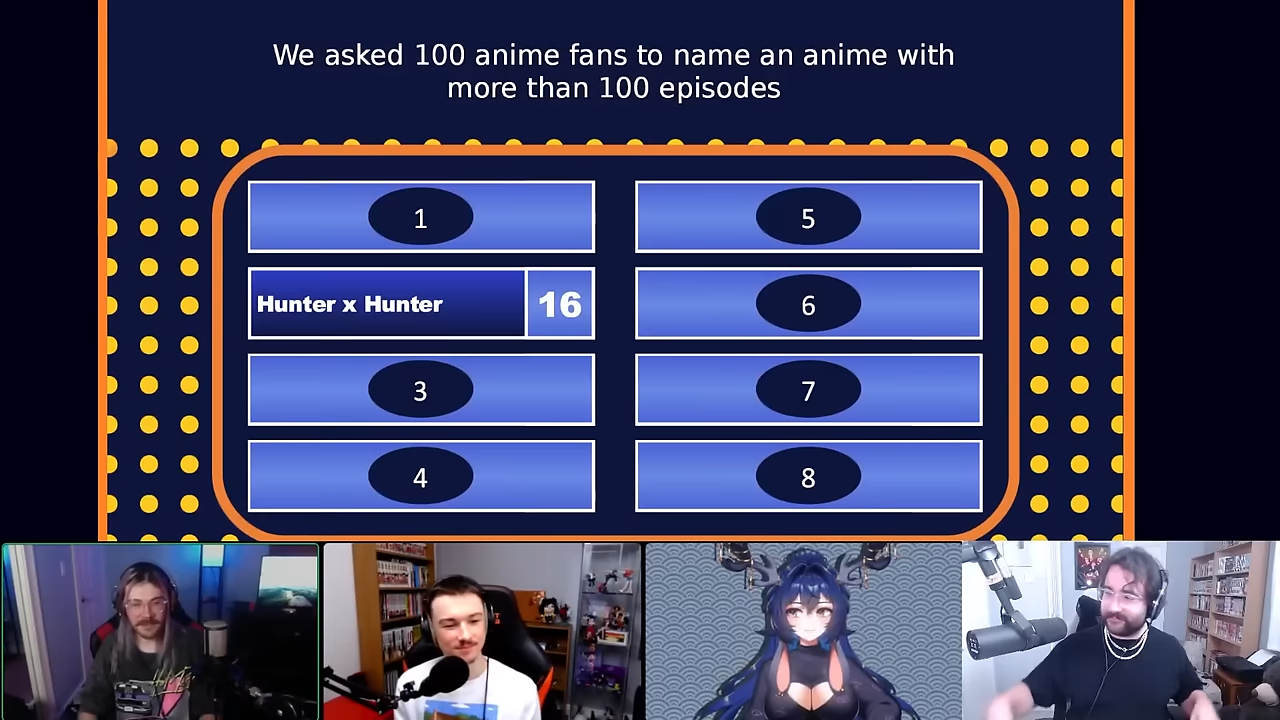 We asked 100 anime fans to name an anime with
more than 100 episodes
1
5
Hunter x Hunter 16
6
3
7
4
8